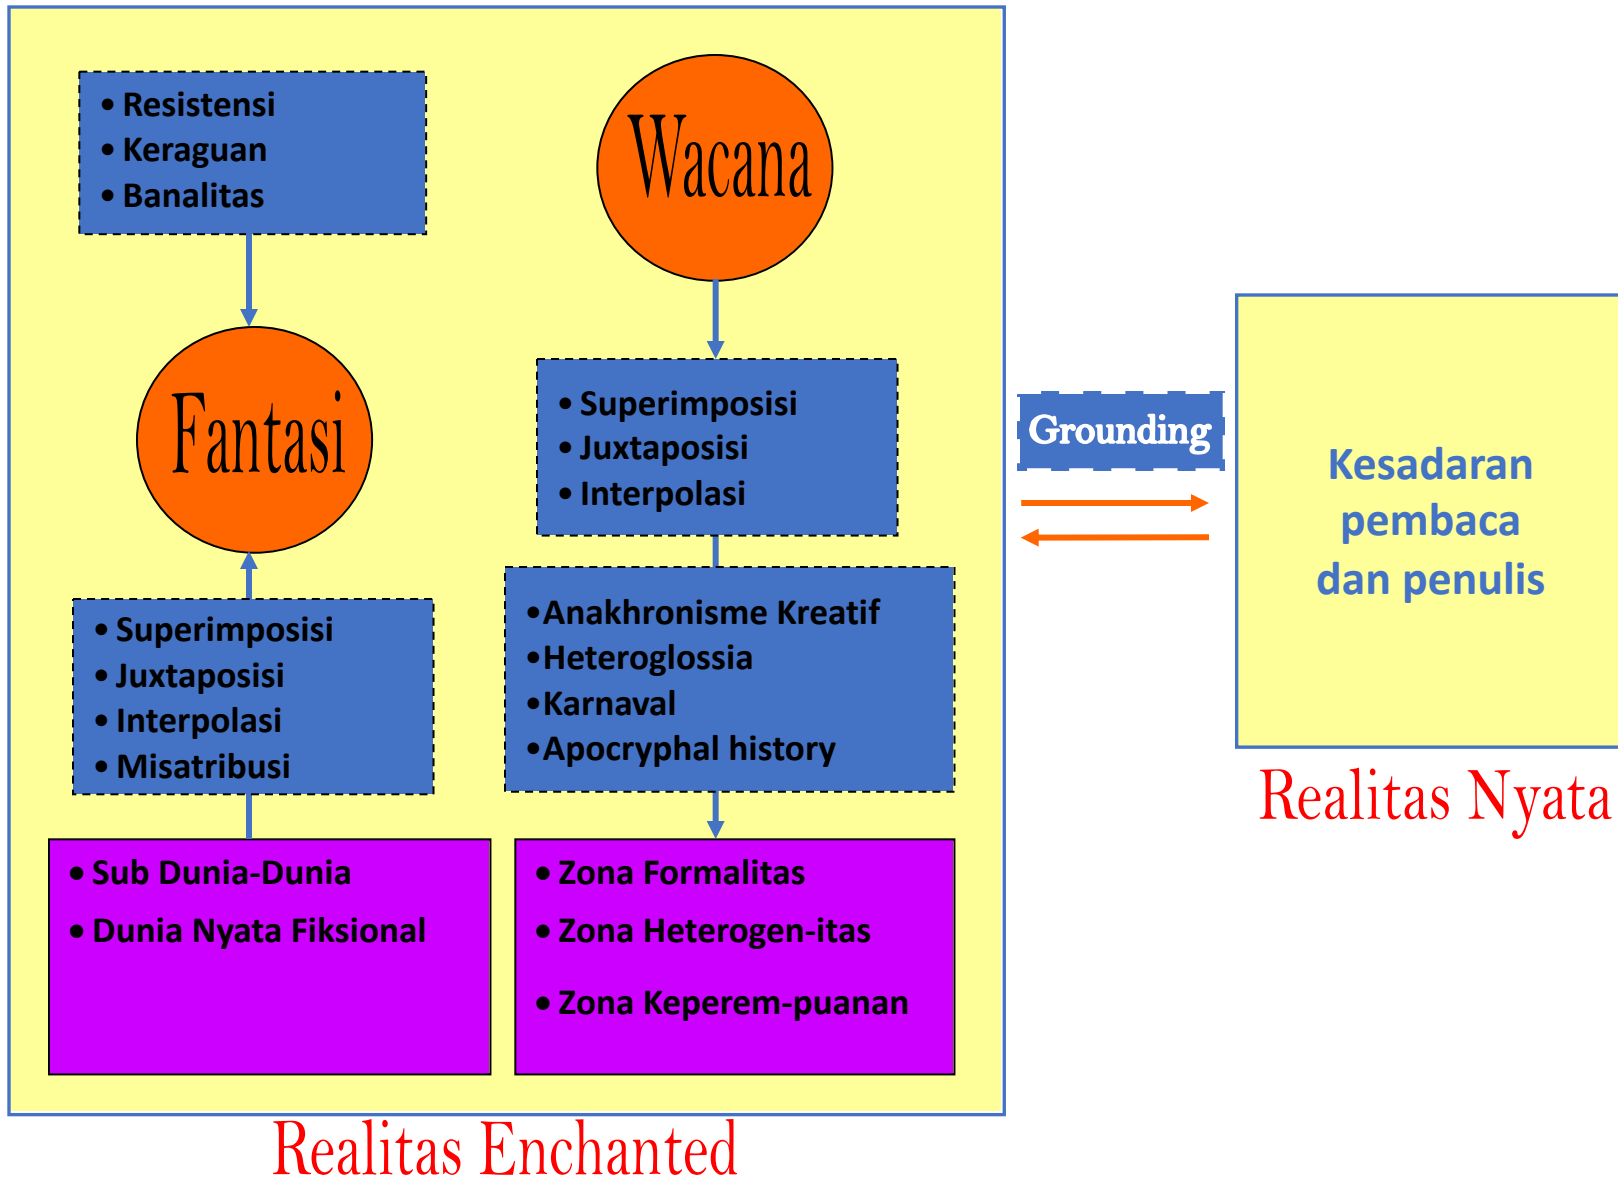 • Resistensi
• Keraguan
• Banalitas
Fantasi
• Superimposisi
• Juxtaposisi
• Interpolasi
• Misatribusi
• Sub Dunia-Dunia
• Dunia Nyata Fiksional
Wacana
• Superimposisi
• Juxtaposisi
• Interpolasi
•Anakhronisme Kreatif
•Heteroglossia
•Karnaval
•Apocryphal history
• Zona Formalitas
• Zona Heterogen-itas
• Zona Keperem-puanan
Realitas Enchanted
Grounding
Kesadaran
pembaca
dan penulis
Realitas Nyata